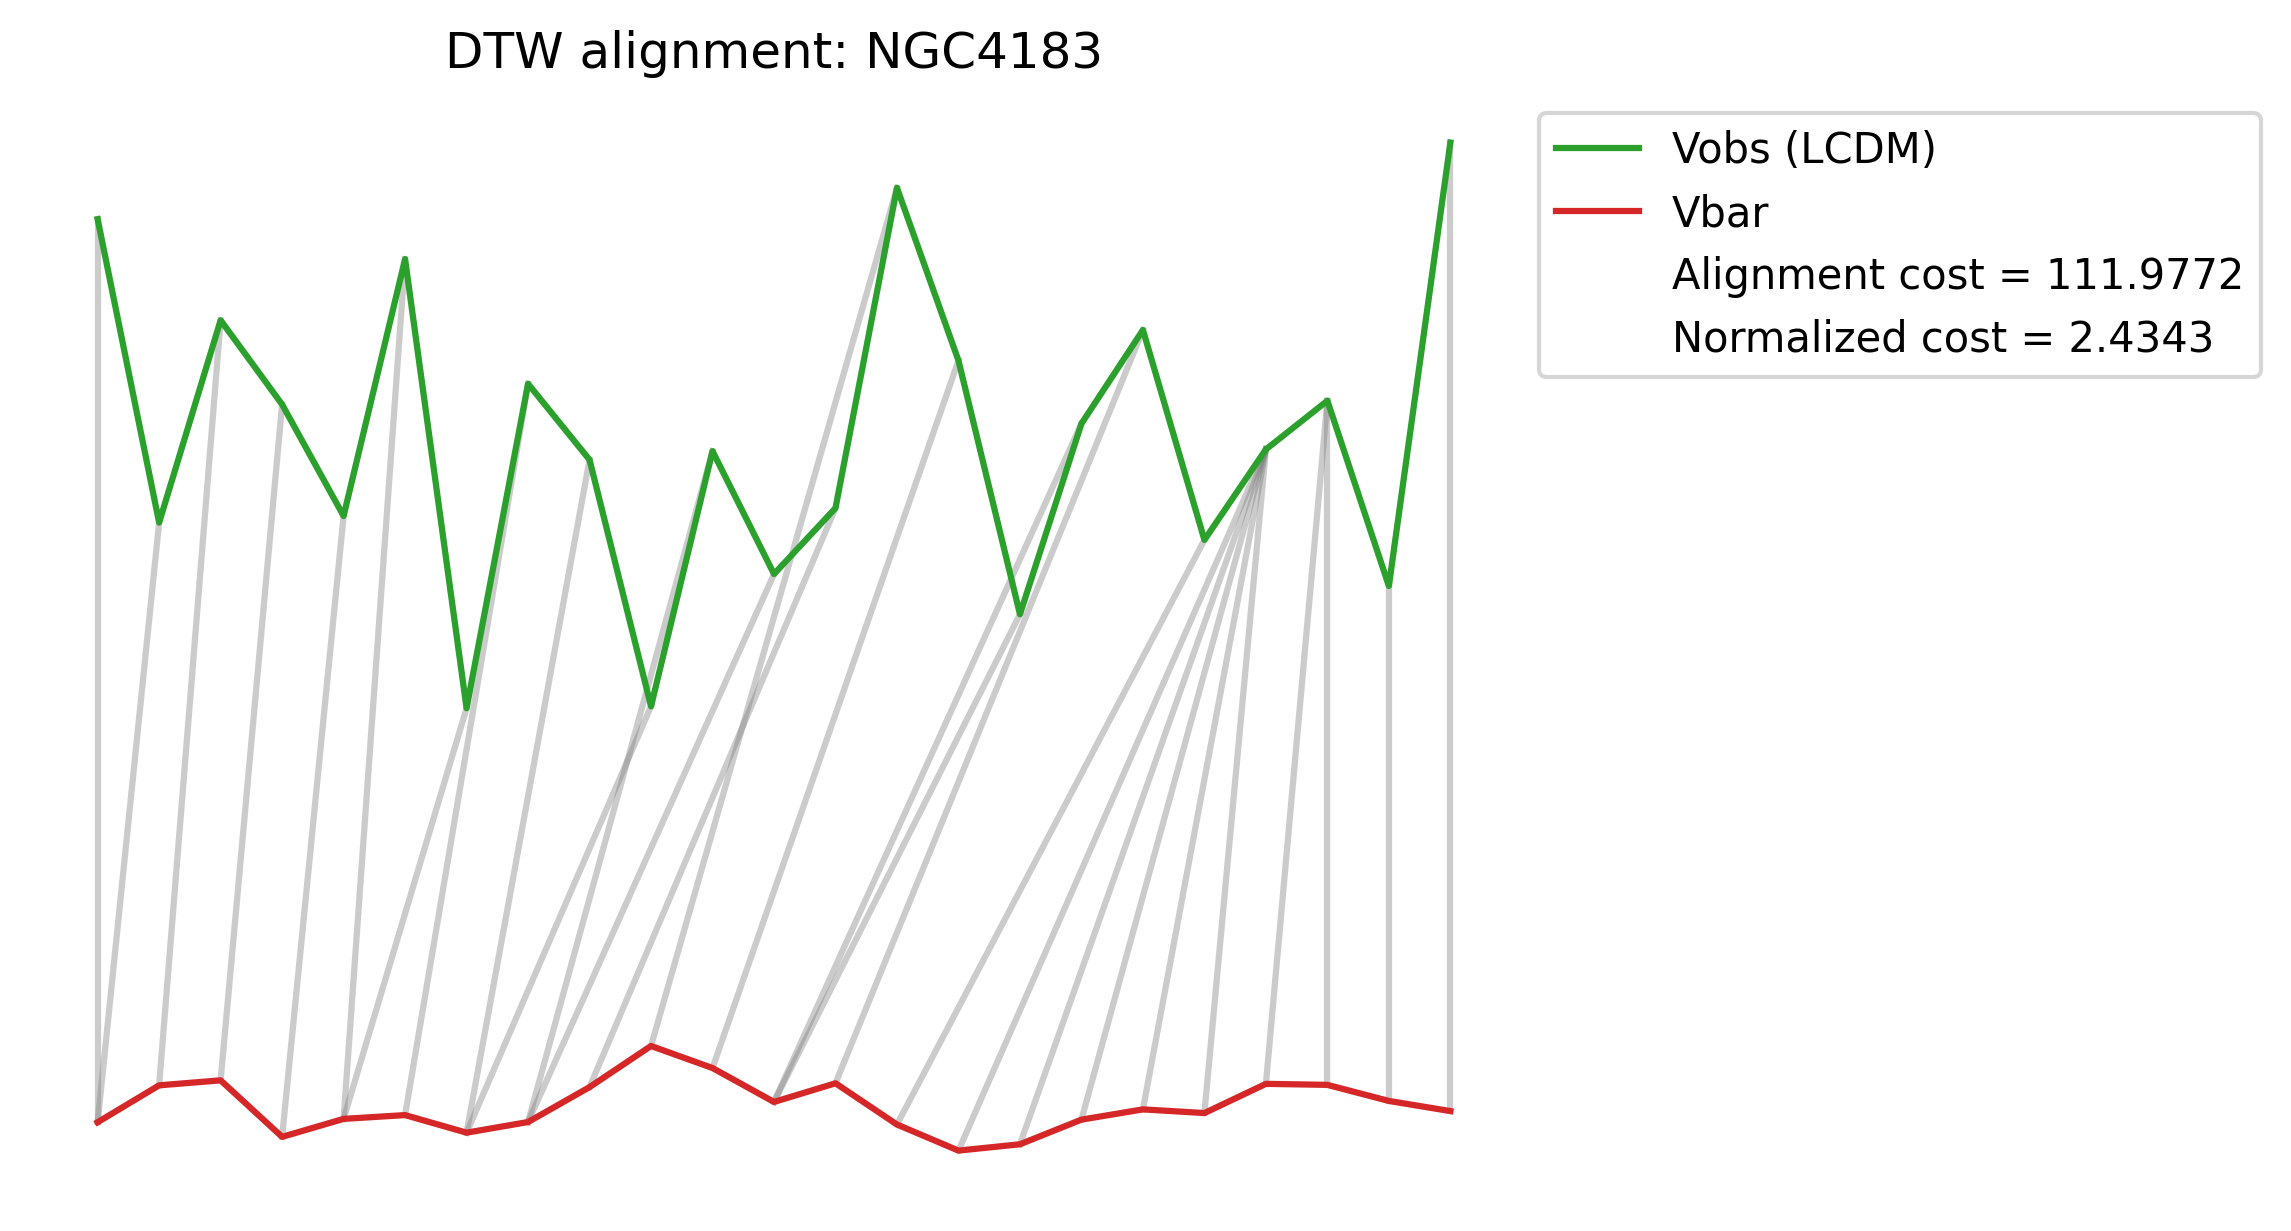 DTW alignment: NGC4183
Vobs (LCDM)
Vbar
Alignment cost = 111.9772
Normalized cost = 2.4343